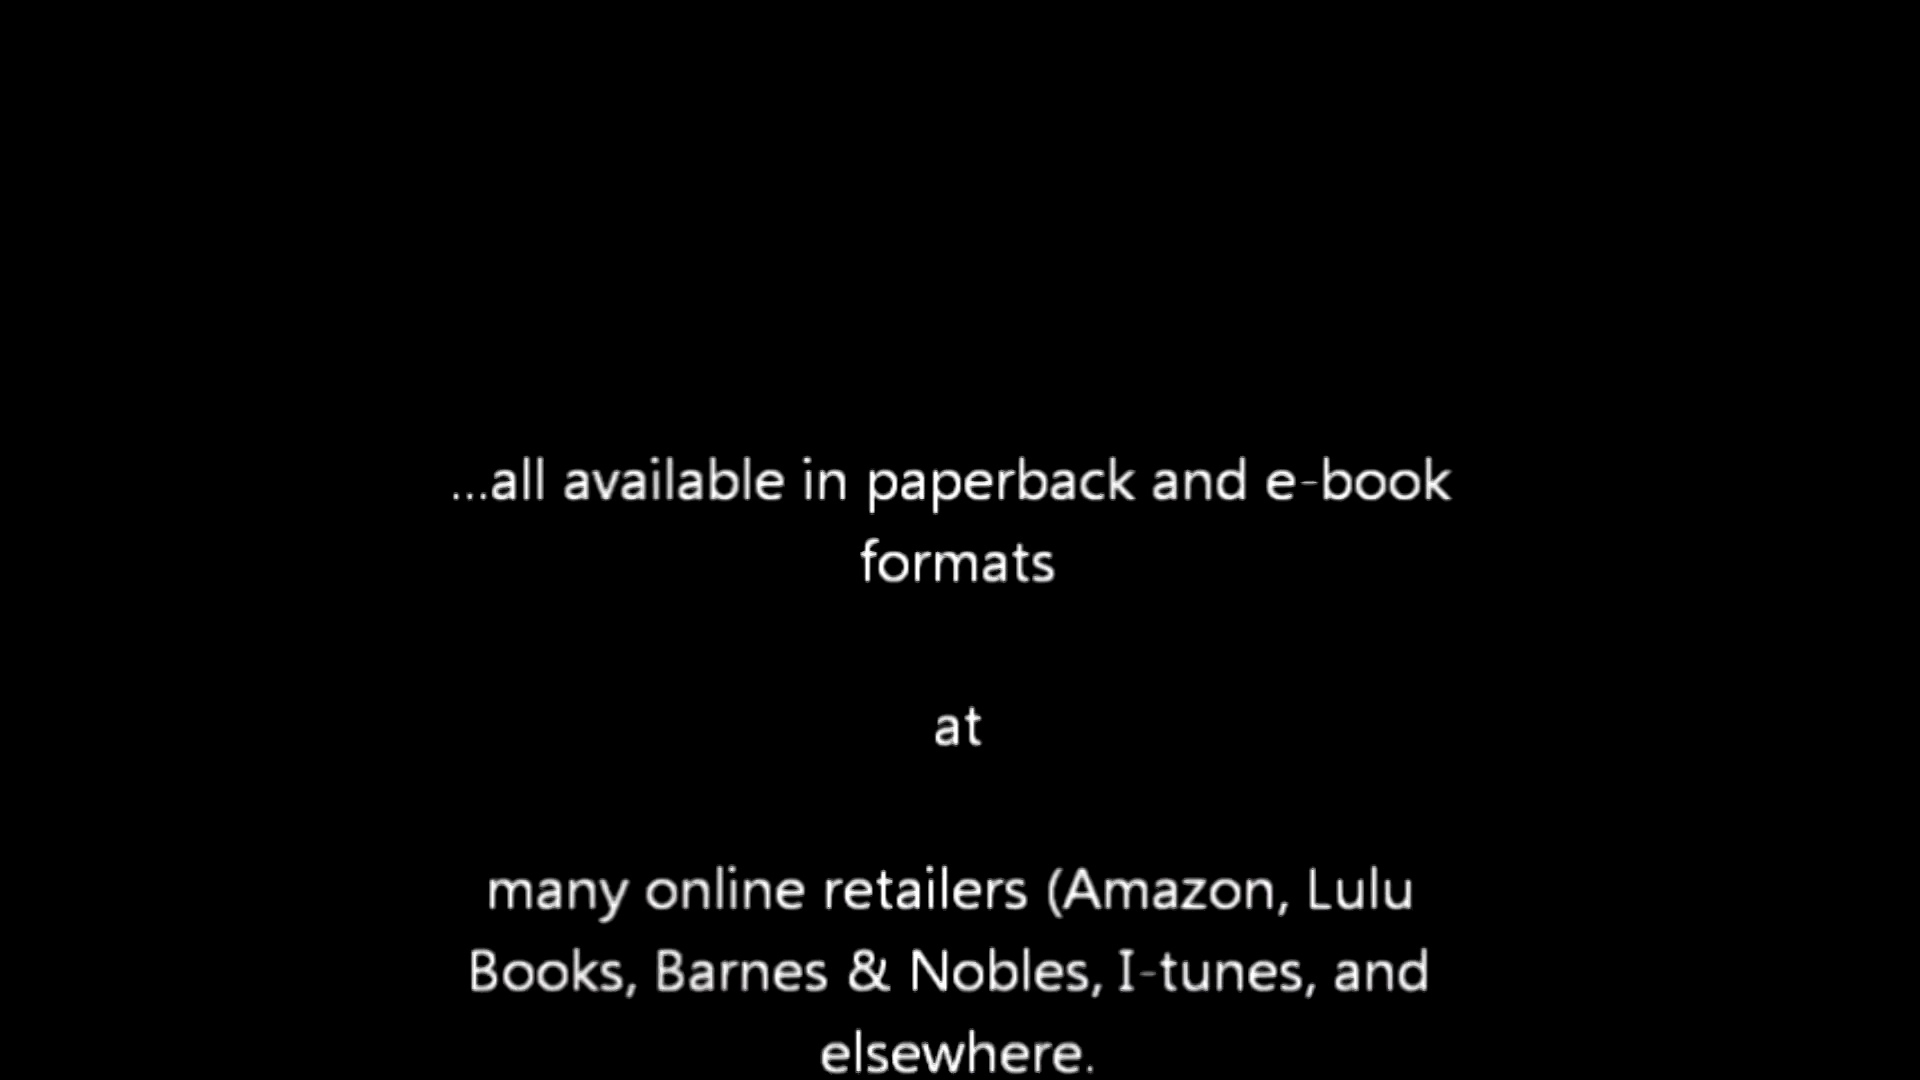 ...all available in paperback and e-book
formats
at
many online retailers (Amazon, Lulu
Books, Barnes & Nobles, I-tunes, and
elsewhere.